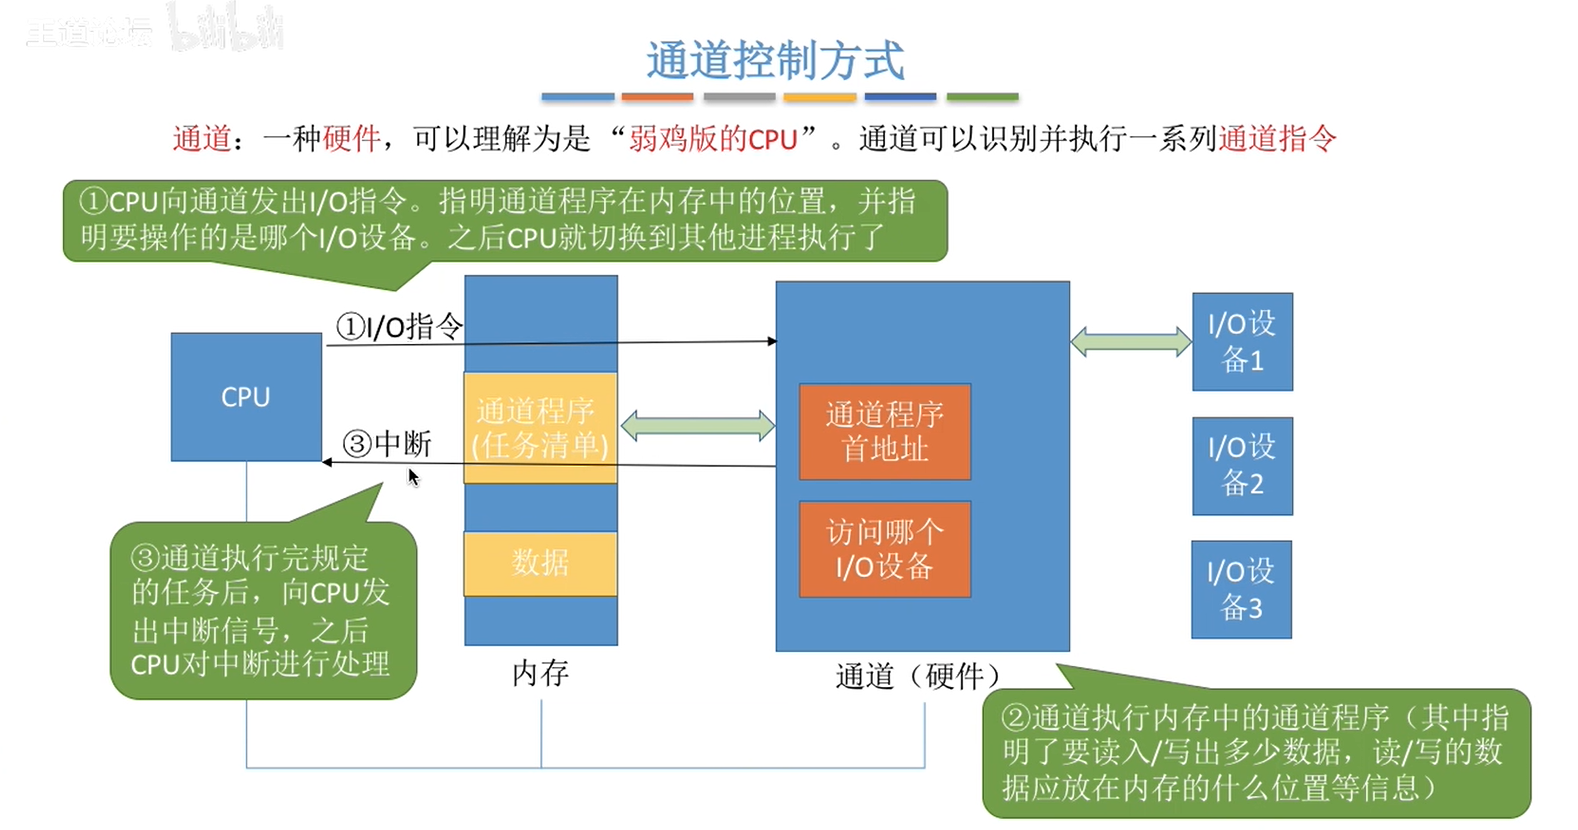 王道论坛 bilibili
通道控制方式
通道：一种硬件，可以理解为是“弱鸡版的CPU”。通道可以识别并执行一系列通道指令
①CPU向通道发出I/O指令。指明通道程序在内存中的位置，并指
明要操作的是哪个I/O设备。之后CPU就切换到其他进程执行了
①I/O指令
CPU
③中断
通道程序
(任务清单)
数据
内存
通道程序
首地址
访问哪个
I/O设备
通道（硬件）
I/O设
备1
I/O设
备2
I/O设
备3
③通道执行完规定
的任务后，向CPU发
出中断信号，之后
CPU对中断进行处理
②通道执行内存中的通道程序（其中指
明了要读入/写出多少数据，读/写的数
据应放在内存的什么位置等信息）